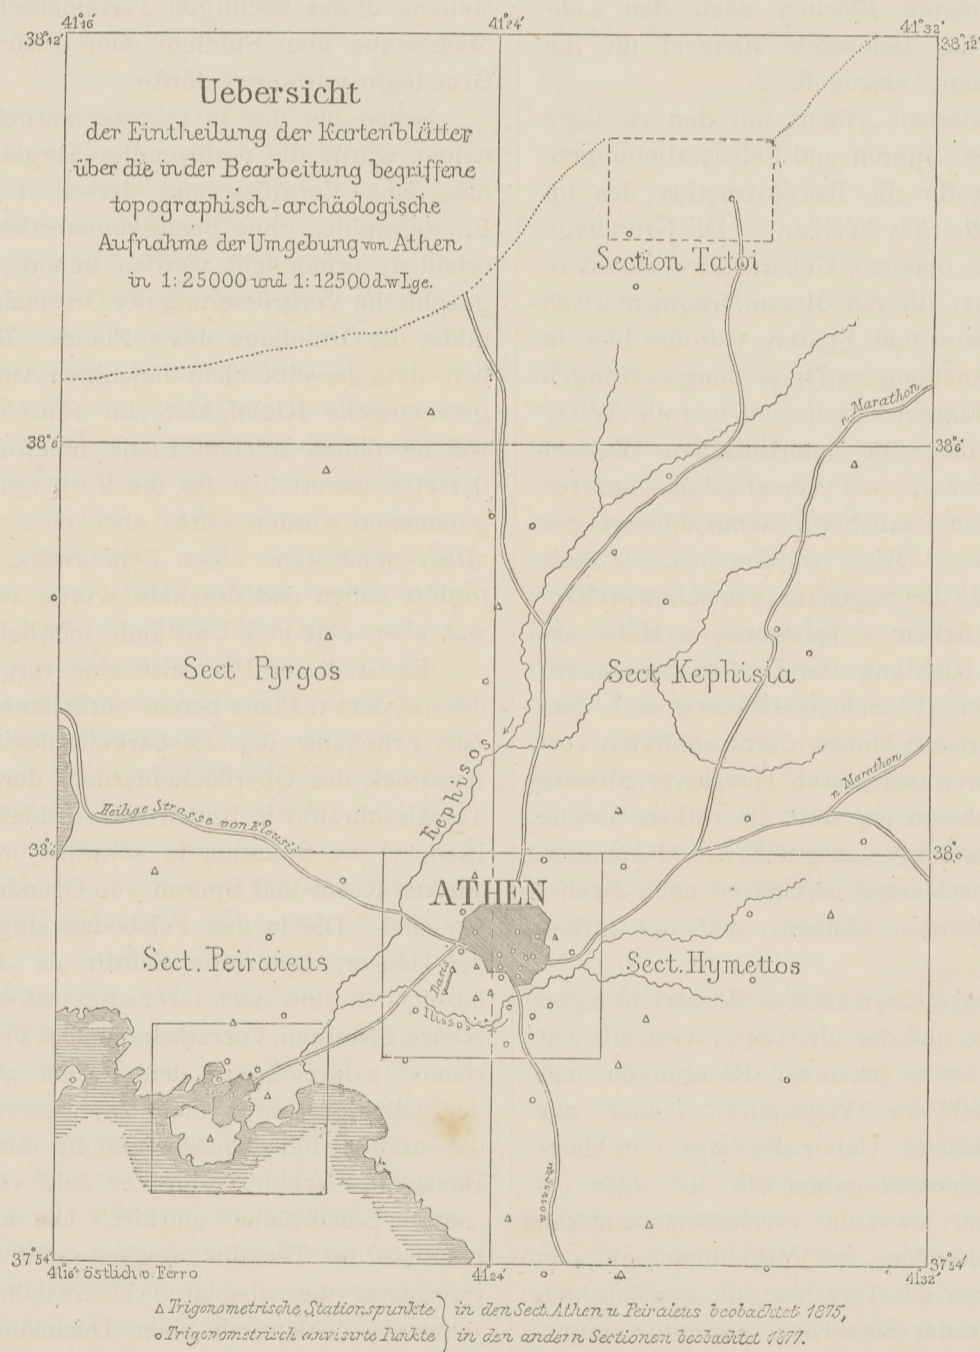 41°16'
41°24'
41°32'
38°12'
38°12'
Uebersicht
der Eintheilung der Kartenblätter
über die in der Bearbeitung begriffene
topographisch-archäologische
Aufnahme der Umgebung von Athen
in 1:25000 und 1:12500 d.w Lge.
Section Tatoi
n. Marathon
38°6'
38°6'
Sect Pyrgos
Sect Kephisia
Kephisos
n. Marathon
Heilige Strasse von Eleusis
38°0'
38°0'
ATHEN
Sect. Peiraieus
Sect. Hymettos
Basis
Ilissos
37°54'
37°54'
41°16' östlich v. Ferro
41°24'
41°32'
Trigonometrische Stationspunkte } in den Sect. Athen u Peiraieus beobachtet 1875,
Trigonometrisch anvisirte Punkte } in den andern Sectionen beobachtet 1877.